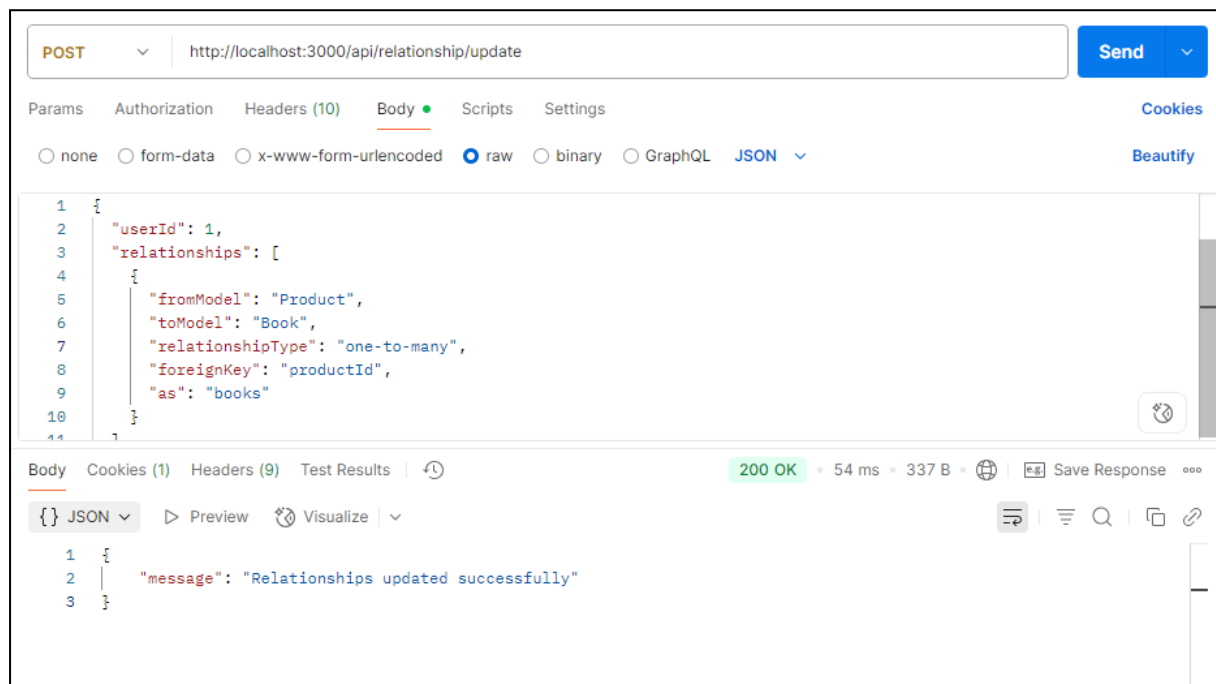 POST http://localhost:3000/api/relationship/update Send
Params Authorization Headers (10) Body Scripts Settings Cookies
none form-data x-www-form-urlencoded raw binary GraphQL JSON Beautify
1 {
2 "userId": 1,
3 "relationships": [
4 {
5 "fromModel": "Product",
6 "toModel": "Book",
7 "relationshipType": "one-to-many",
8 "foreignKey": "productId",
9 "as": "books"
10 }
11 ]
Body Cookies (1) Headers (9) Test Results 200 OK 54 ms 337 B e.g. Save Response
{} JSON Preview Visualize
1 {
2 "message": "Relationships updated successfully"
3 }